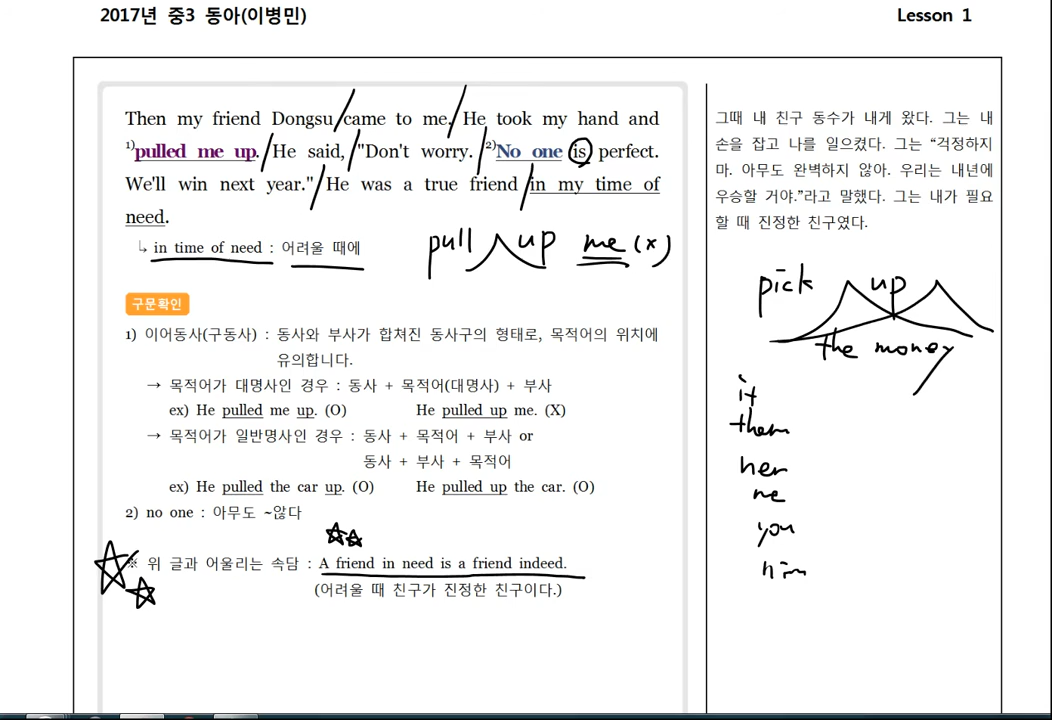 2017년 중3 동아(이병민)
Lesson 1
Then my friend Dongsu came to me. He took my hand and
1)pulled me up. He said, "Don't worry. 2)No one is perfect.
We'll win next year." He was a true friend in my time of
need.
↳ in time of need : 어려울 때에
pull up me (x)
구문확인
1) 이어동사(구동사) : 동사와 부사가 합쳐진 동사구의 형태로, 목적어의 위치에
유의합니다.
→ 목적어가 대명사인 경우 : 동사 + 목적어(대명사) + 부사
ex) He pulled me up. (O) He pulled up me. (X)
→ 목적어가 일반명사인 경우 : 동사 + 목적어 + 부사 or
동사 + 부사 + 목적어
ex) He pulled the car up. (O) He pulled up the car. (O)
2) no one : 아무도 ~않다
※ 위 글과 어울리는 속담 : A friend in need is a friend indeed.
(어려울 때 친구가 진정한 친구이다.)
그때 내 친구 동수가 내게 왔다. 그는 내
손을 잡고 나를 일으켰다. 그는 "걱정하지
마. 아무도 완벽하지 않아. 우리는 내년에
우승할 거야."라고 말했다. 그는 내가 필요
할 때 진정한 친구였다.
pick up
the money
it
them
her
me
you
him